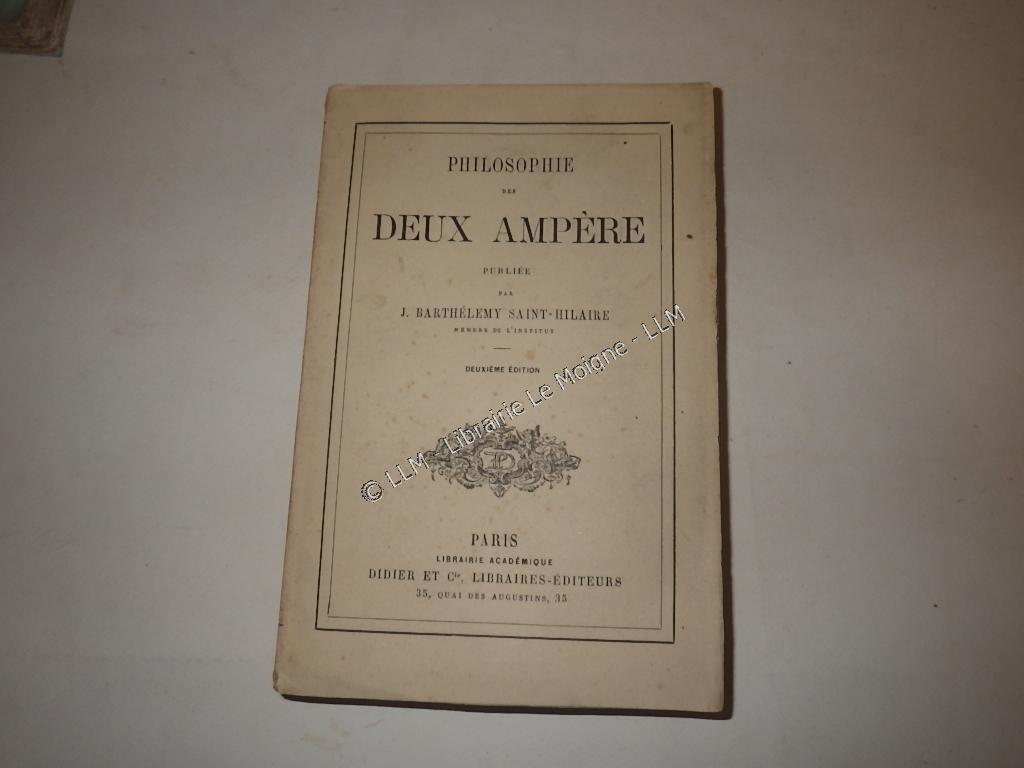 PHILOSOPHIE
DES
DEUX AMPÈRE
PUBLIÉE
PAR
J. BARTHÉLEMY SAINT-HILAIRE
MEMBRE DE L'INSTITUT
DEUXIÈME ÉDITION
© LLM - Librairie Le Moigne - LLM
PARIS
LIBRAIRIE ACADÉMIQUE
DIDIER ET Cie, LIBRAIRES-ÉDITEURS
35, QUAI DES AUGUSTINS, 35